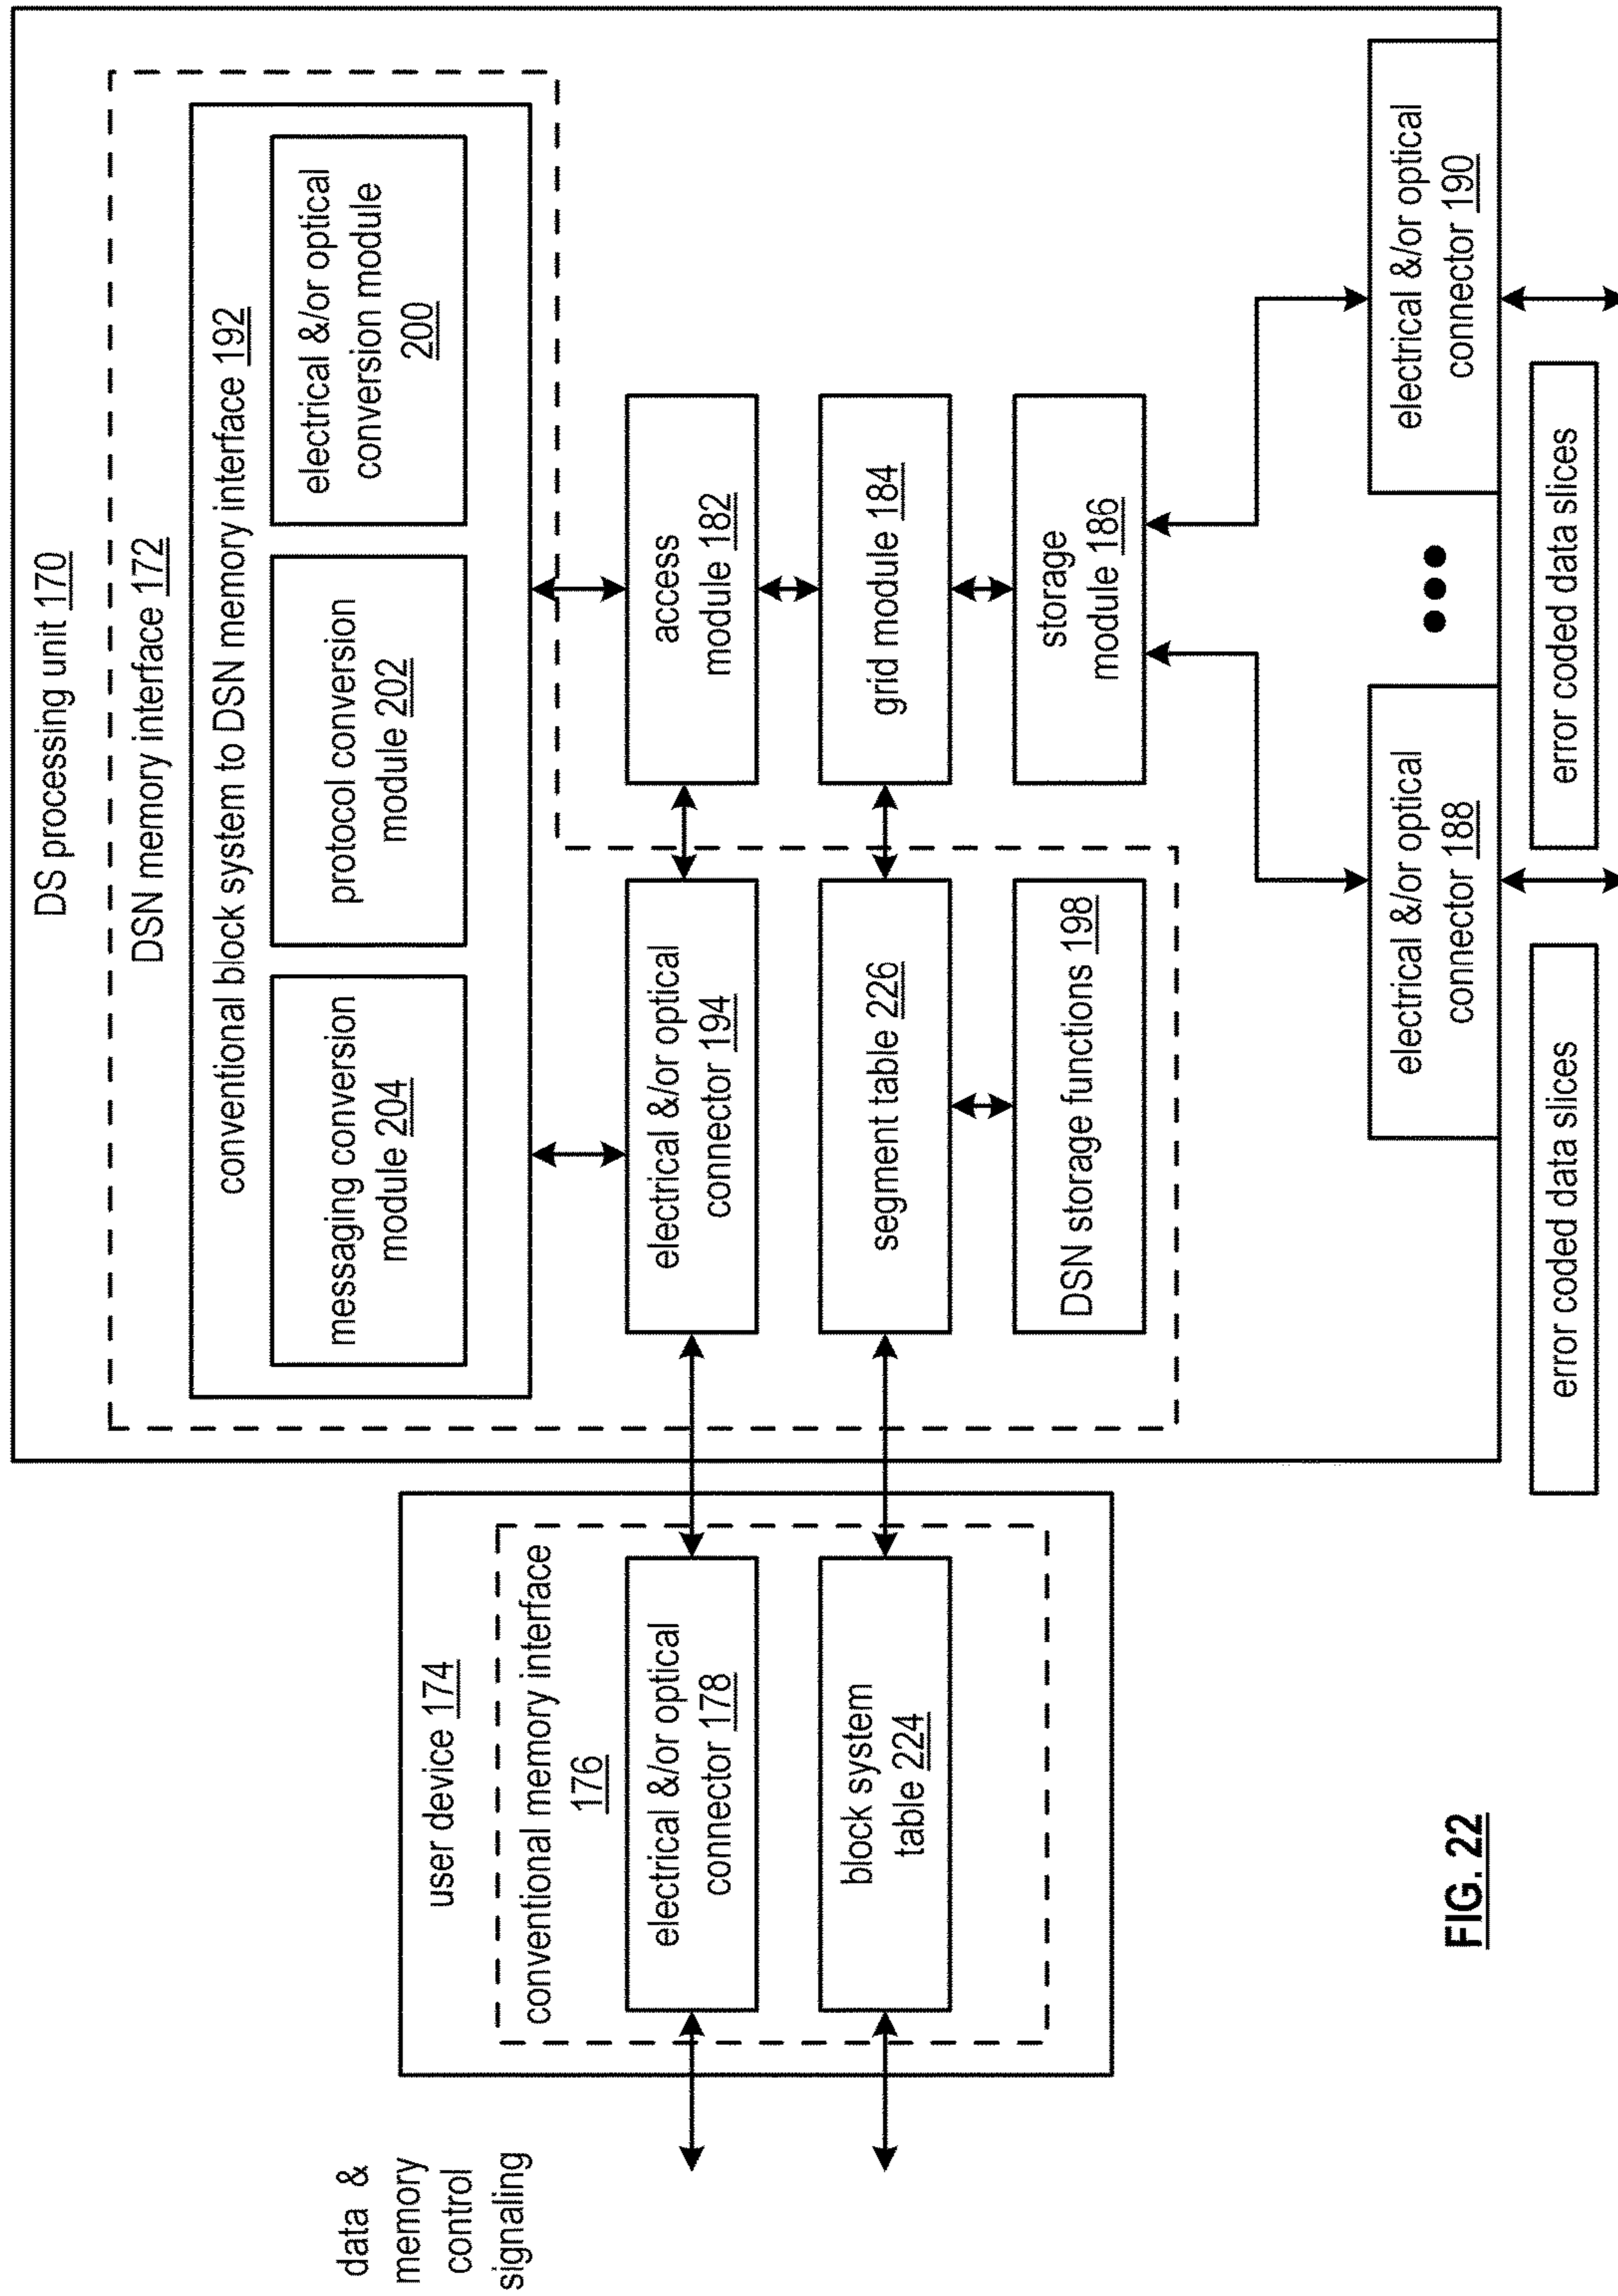 DS processing unit 170
DSN memory interface 172
conventional block system to DSN memory interface 192
messaging conversion
module 204
protocol conversion
module 202
electrical &/or optical
conversion module
200
user device 174
conventional memory interface
176
data &
memory
control
signaling
electrical &/or optical
connector 178
electrical &/or optical
connector 194
access
module 182
block system
table 224
segment table 226
grid module 184
DSN storage functions 198
storage
module 186
electrical &/or optical
connector 188
electrical &/or optical
connector 190
error coded data slices
error coded data slices
FIG. 22